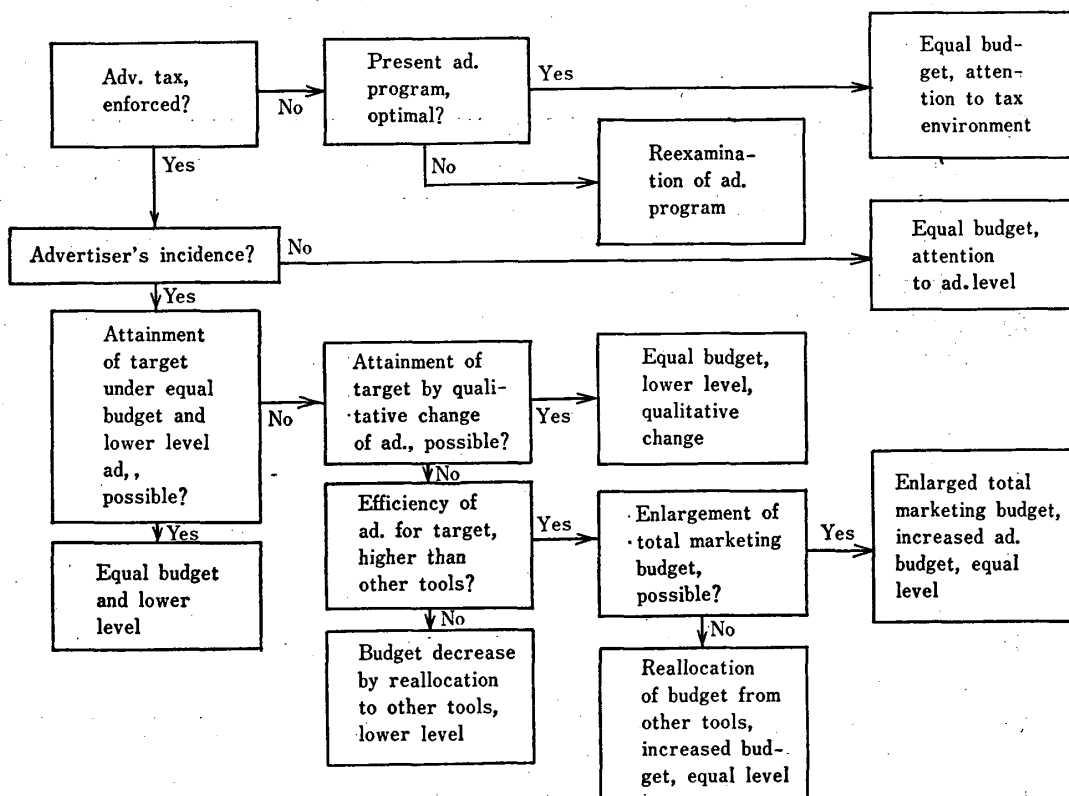 Adv. tax,
enforced?
No
Present ad.
program,
optimal?
Yes
Equal bud-
get, atten-
tion to tax
environment
Yes
No
Reexamina-
tion of ad.
program
Advertiser's incidence?
No
Equal budget,
attention
to ad. level
Yes
Attainment
of target
under equal
budget and
lower level
ad,,
possible?
No
Attainment of
target by quali-
tative change
of ad., possible?
Yes
Equal budget,
lower level,
qualitative
change
No
Efficiency of
ad. for target,
higher than
other tools?
Yes
Enlargement of
total marketing
budget,
possible?
Yes
Enlarged total
marketing budget,
increased ad.
budget, equal
level
Yes
Equal budget
and lower
level
No
Budget decrease
by reallocation
to other tools,
lower level
No
Reallocation
of budget from
other tools,
increased bud-
get, equal level